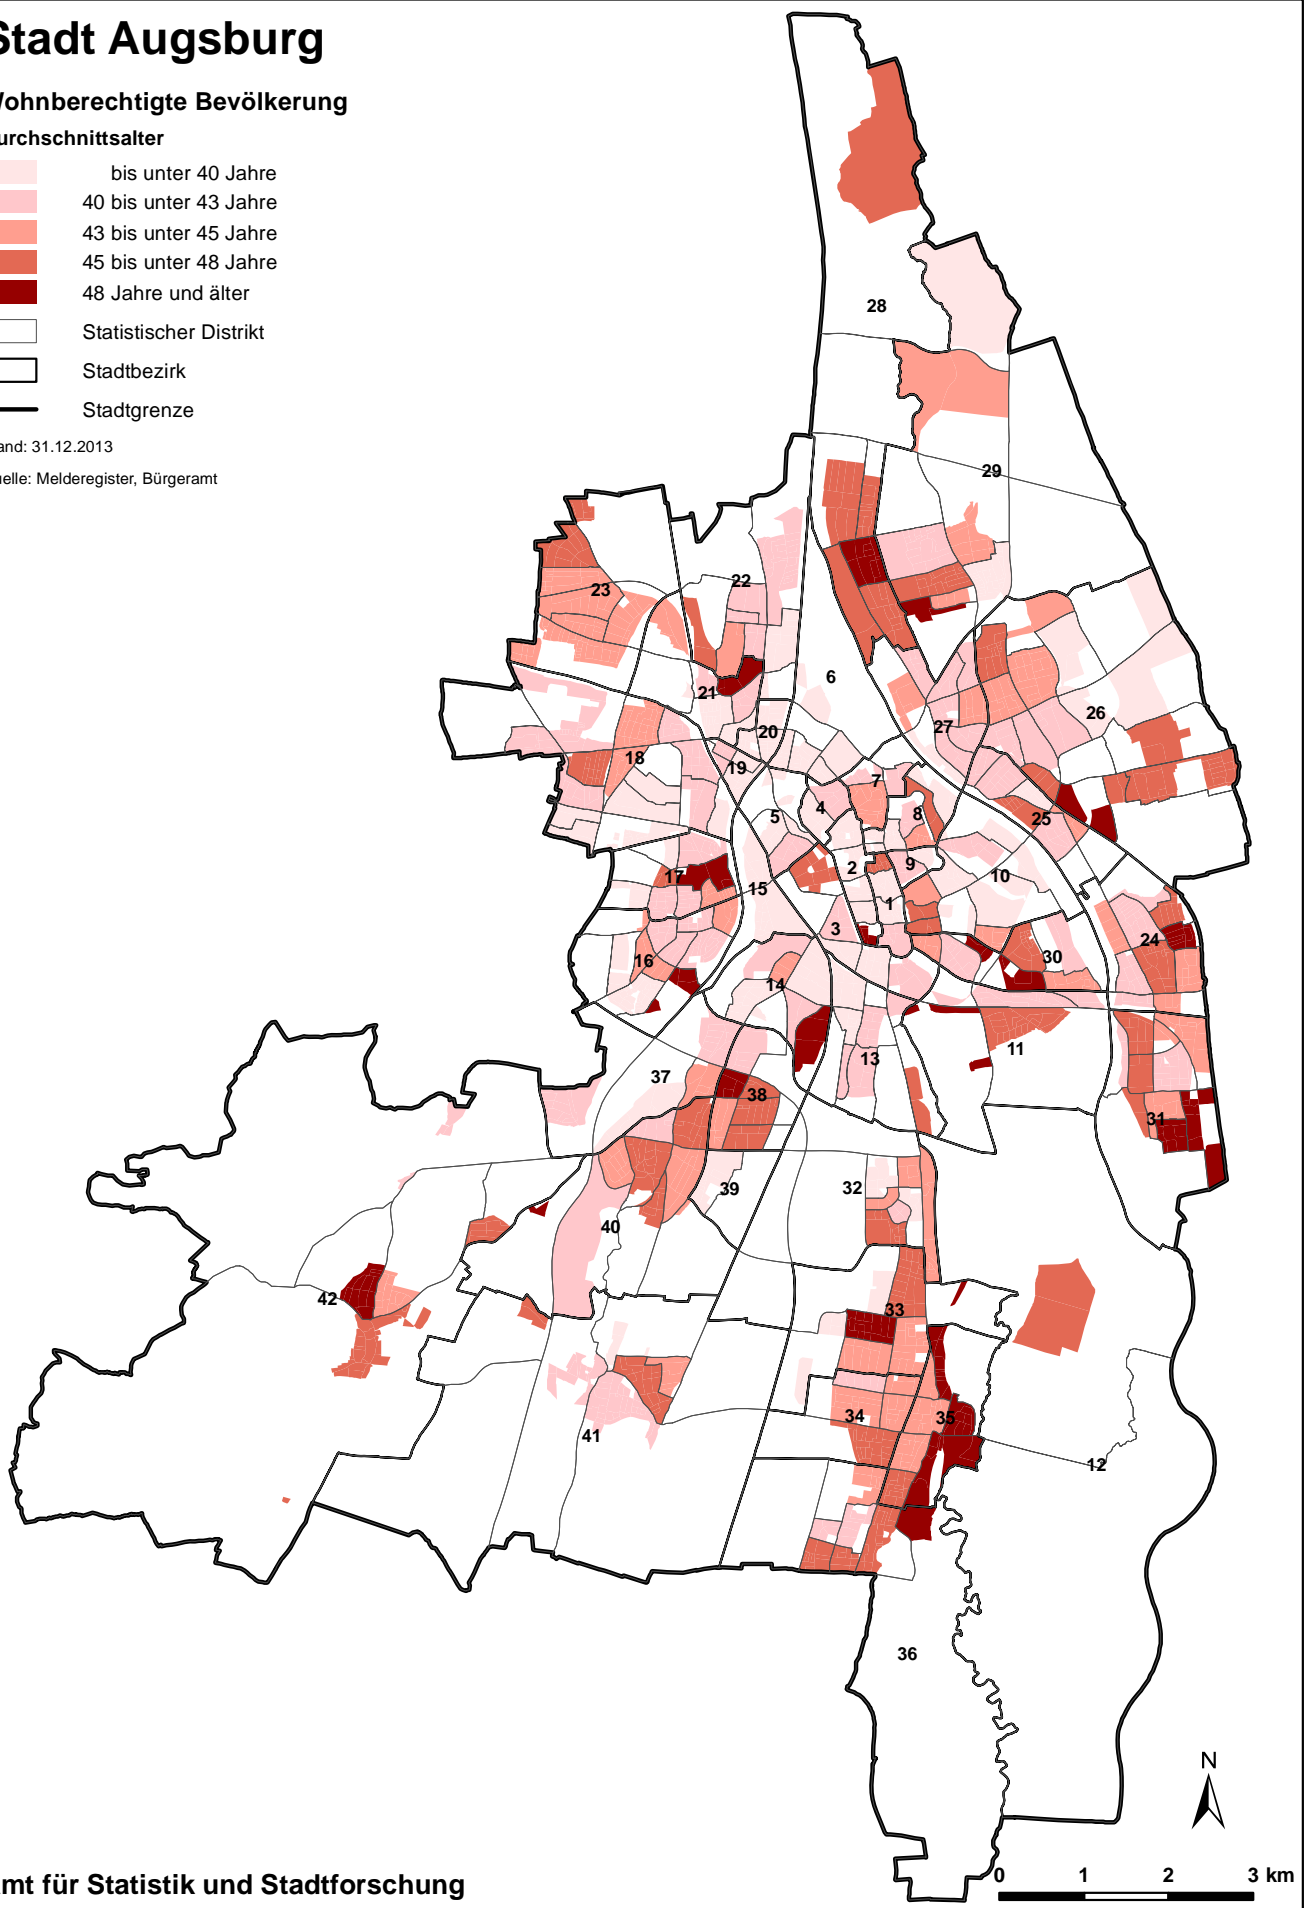 Stadt Augsburg
Wohnberechtigte Bevölkerung
Durchschnittsalter
bis unter 40 Jahre
40 bis unter 43 Jahre
43 bis unter 45 Jahre
45 bis unter 48 Jahre
48 Jahre und älter
Statistischer Distrikt
Stadtbezirk
Stadtgrenze
and: 31.12.2013
uelle: Melderegister, Bürgeramt
28
29
23
22
6
21
26
27
20
18
19
7
4
5
8
25
2
9
17
10
15
1
3
24
16
30
14
11
13
37
38
31
39
32
40
42
33
34
35
41
12
36
N
0 1 2 3 km
mt für Statistik und Stadtforschung